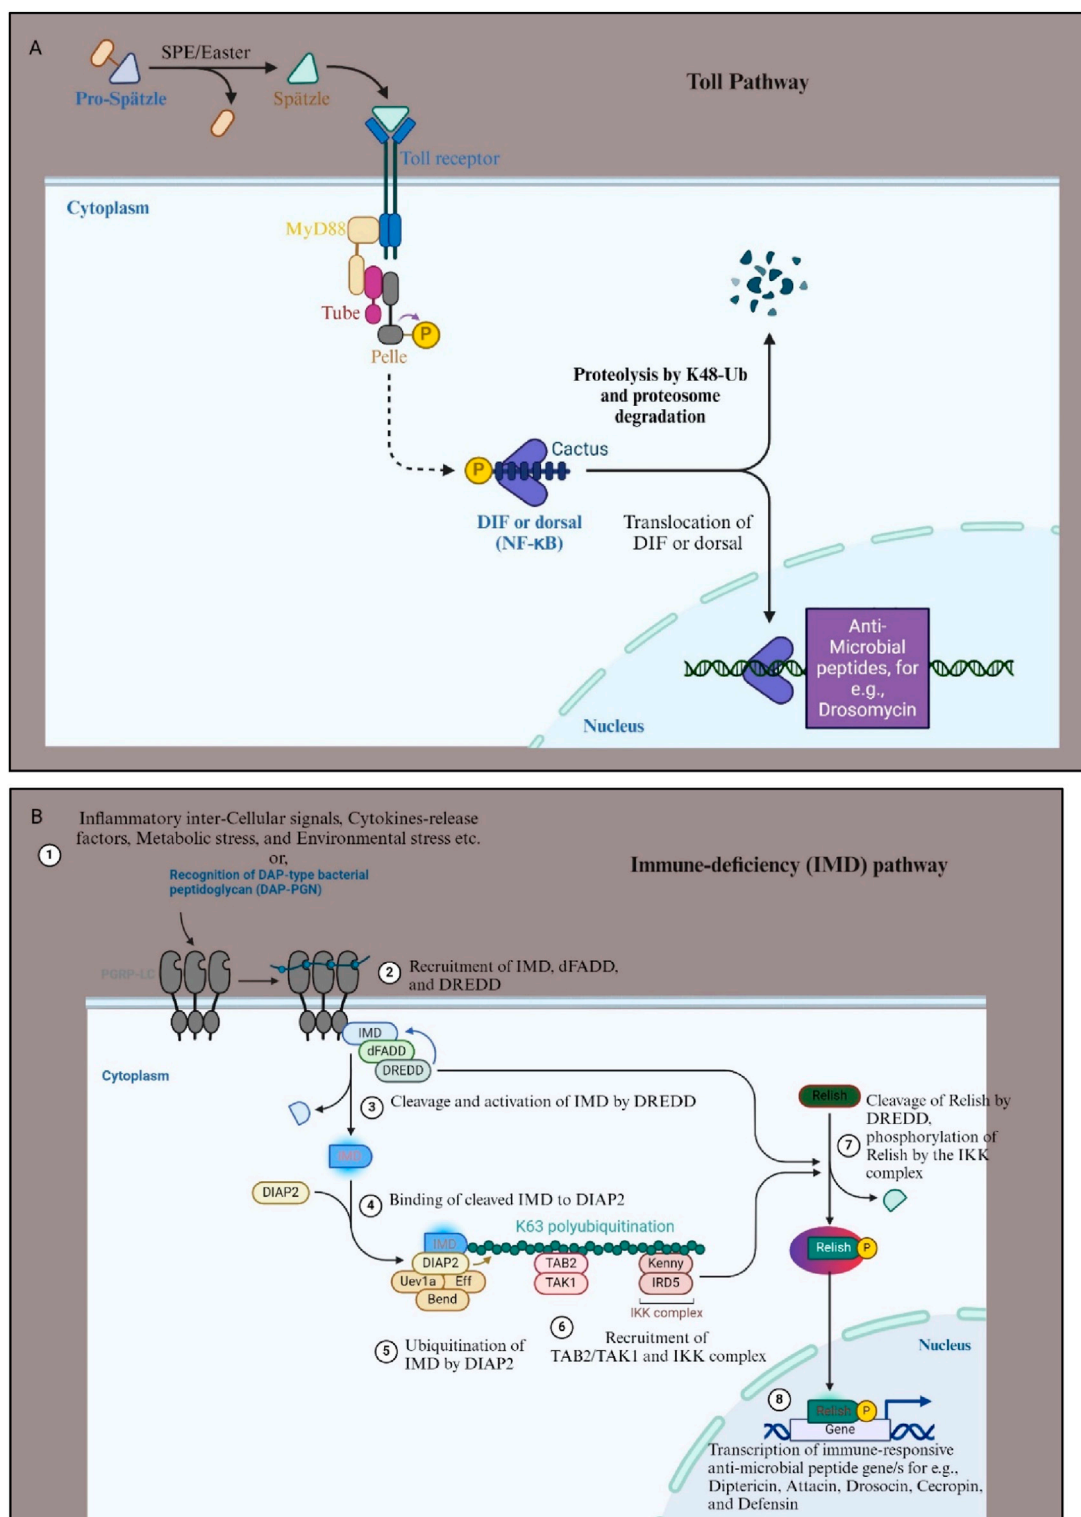 A
SPE/Easter
Toll Pathway
Pro-Spätzle
Spätzle
Toll receptor
Cytoplasm
MyD88
Tube
P
Pelle
Proteolysis by K48-Ub
and proteosome
degradation
Cactus
P
DIF or dorsal
(NF-κB)
Translocation of
DIF or dorsal
Anti-
Microbial
peptides, for
e.g.,
Drosomycin
Nucleus
B
Inflammatory inter-Cellular signals, Cytokines-release
factors, Metabolic stress, and Environmental stress etc.
or,
1
Immune-deficiency (IMD) pathway
Recognition of DAP-type bacterial
peptidoglycan (DAP-PGN)
PGRP-LC
2
Recruitment of IMD, dFADD,
and DREDD
IMD
dFADD
DREDD
Cytoplasm
3
Cleavage and activation of IMD by DREDD
Relish
Cleavage of Relish by
DREDD,
7
phosphorylation of
Relish by the IKK
complex
IMD
DIAP2
4
Binding of cleaved IMD to DIAP2
K63 polyubiquitination
IMD
DIAP2
Uev1a
Eff
Bend
TAB2
TAK1
Kenny
IRD5
IKK complex
Relish
P
5
Ubiquitination of
IMD by DIAP2
6
Recruitment of
TAB2/TAK1 and IKK complex
Nucleus
8
Relish
P
Gene
Transcription of immune-responsive
anti-microbial peptide gene/s for e.g.,
Diptericin, Attacin, Drosocin, Cecropin,
and Defensin